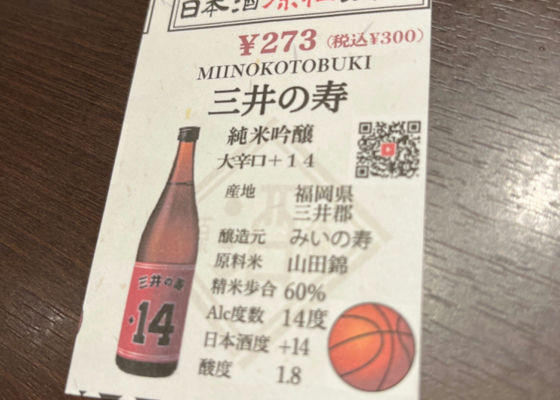 日本酒原価
¥273(税込¥300)
MIINOKOTOBUKI
三井の寿
純米吟醸
大辛口+14
産地 福岡県
三井郡
醸造元 みいの寿
原料米 山田錦
精米歩合 60%
Alc度数 14度
日本酒度 +14
酸度 1.8
三井の寿
+14